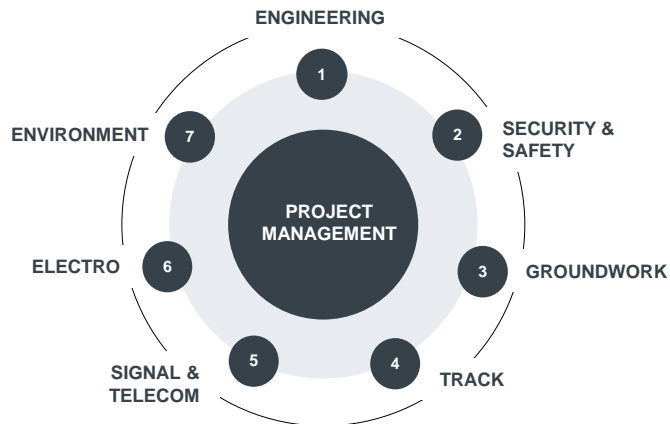 ENGINEERING
1
2
SECURITY &
SAFETY
3
GROUNDWORK
4
TRACK
5
SIGNAL &
TELECOM
6
ELECTRO
7
ENVIRONMENT
PROJECT
MANAGEMENT